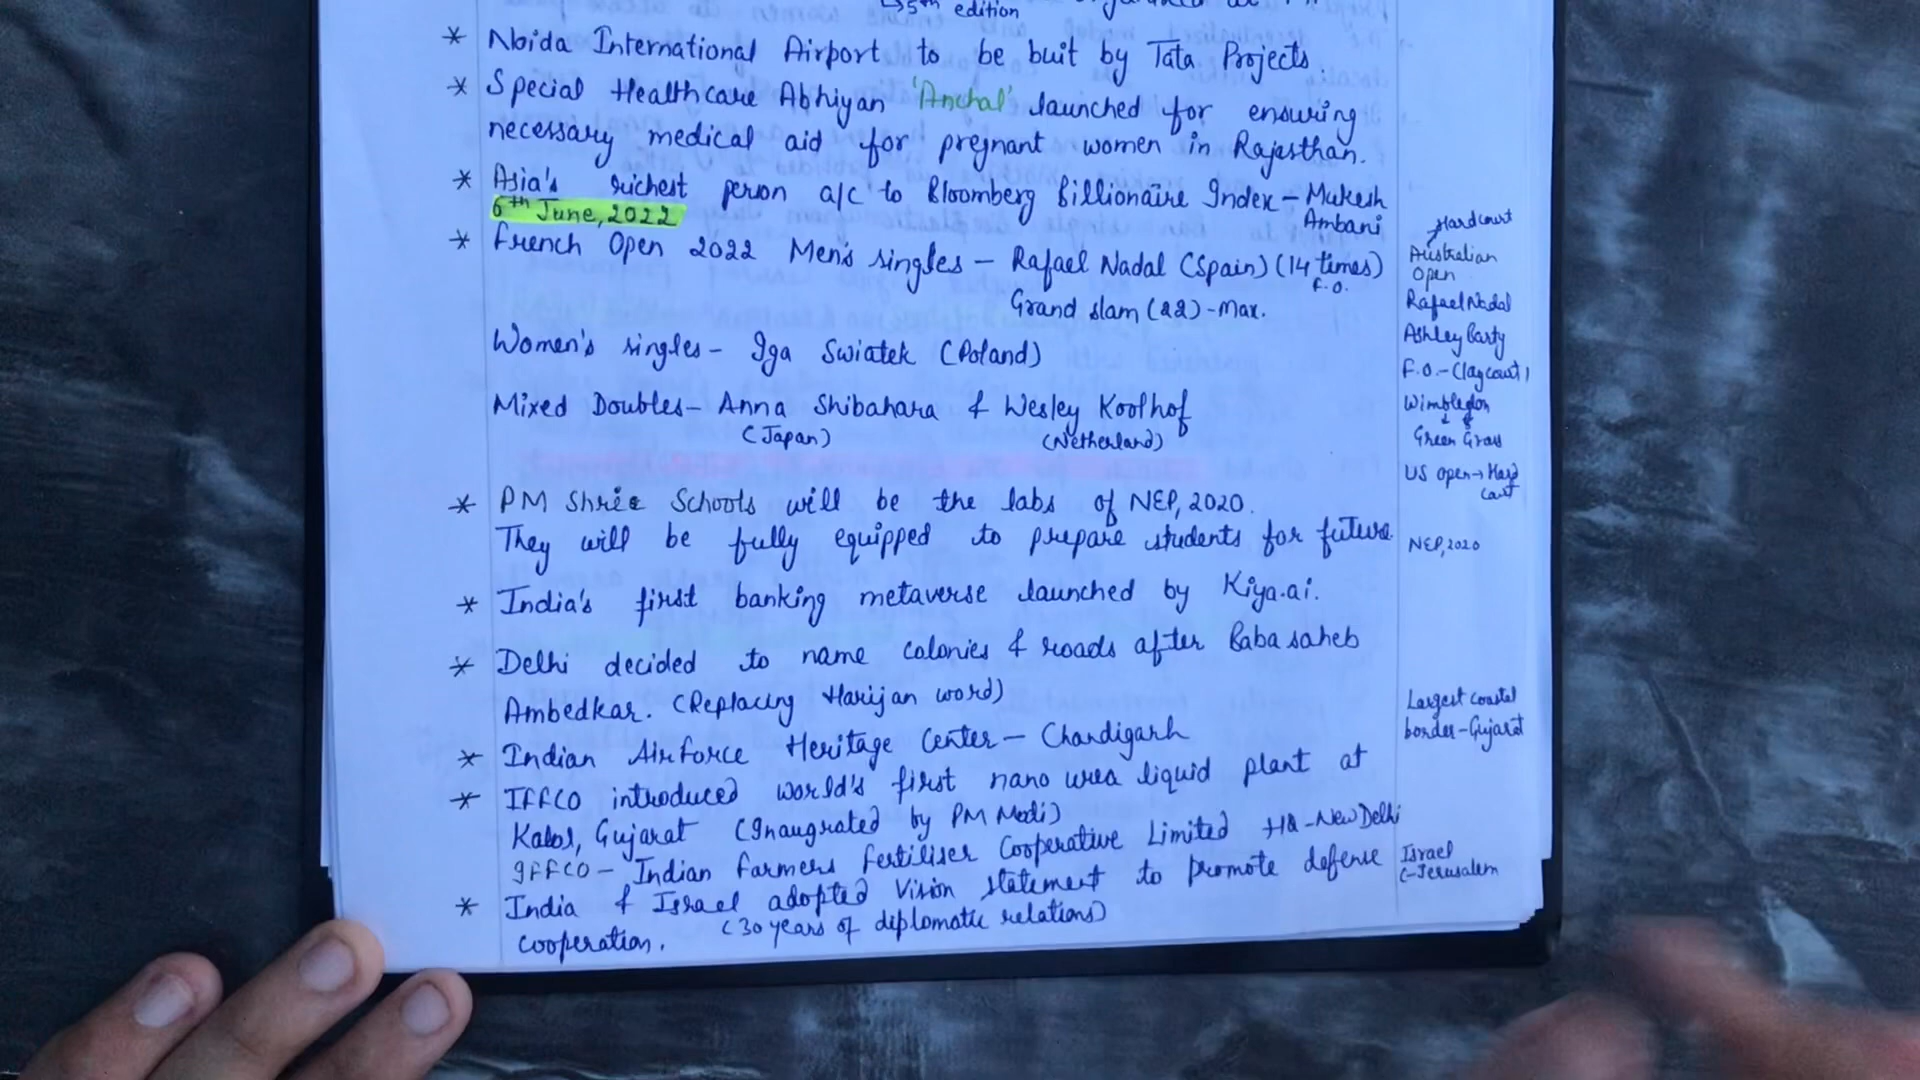 ↳5th edition
* Noida International Airport to be buit by Tata Projects.
* Special Healthcare Abhiyan 'Anchal' launched for ensuring
necessary medical aid for pregnant women in Rajasthan.
* Asia's richest person a/c to Bloomberg Billionaire Index - Mukesh
Ambani
6th June, 2022
* French Open 2022 Men's singles - Rafael Nadal (Spain) (14 times)
F.O.
Grand slam (22) - Max.
Women's singles - Iga Swiatek (Poland)
Mixed Doubles - Anna Shibahara & Wesley Koolhof
(Japan) (Netherland)
* PM Shree Schools will be the labs of NEP, 2020.
They will be fully equipped to prepare students for future
* India's first banking metaverse launched by Kiya.ai.
* Delhi decided to name colonies & roads after Baba saheb
Ambedkar. (Replacing Harijan word)
* Indian Airforce Heritage Center - Chandigarh
* IFFCO introduced world's first nano urea liquid plant at
Kalol, Gujarat (Inaugrated by PM Modi)
IFFCO - Indian Farmers Fertiliser Cooperative Limited HQ - New Delhi
* India & Israel adopted Vision statement to promote defense
cooperation. (30 years of diplomatic relations)
Hard court
Australian
Open
Rafael Nadal
Ashley Barty
F.O. - Clay court
Wimbledon
Green Grass
US Open → Hard
Court
NEP, 2020
Largest coastal
border - Gujarat
Israel
- Jerusalem